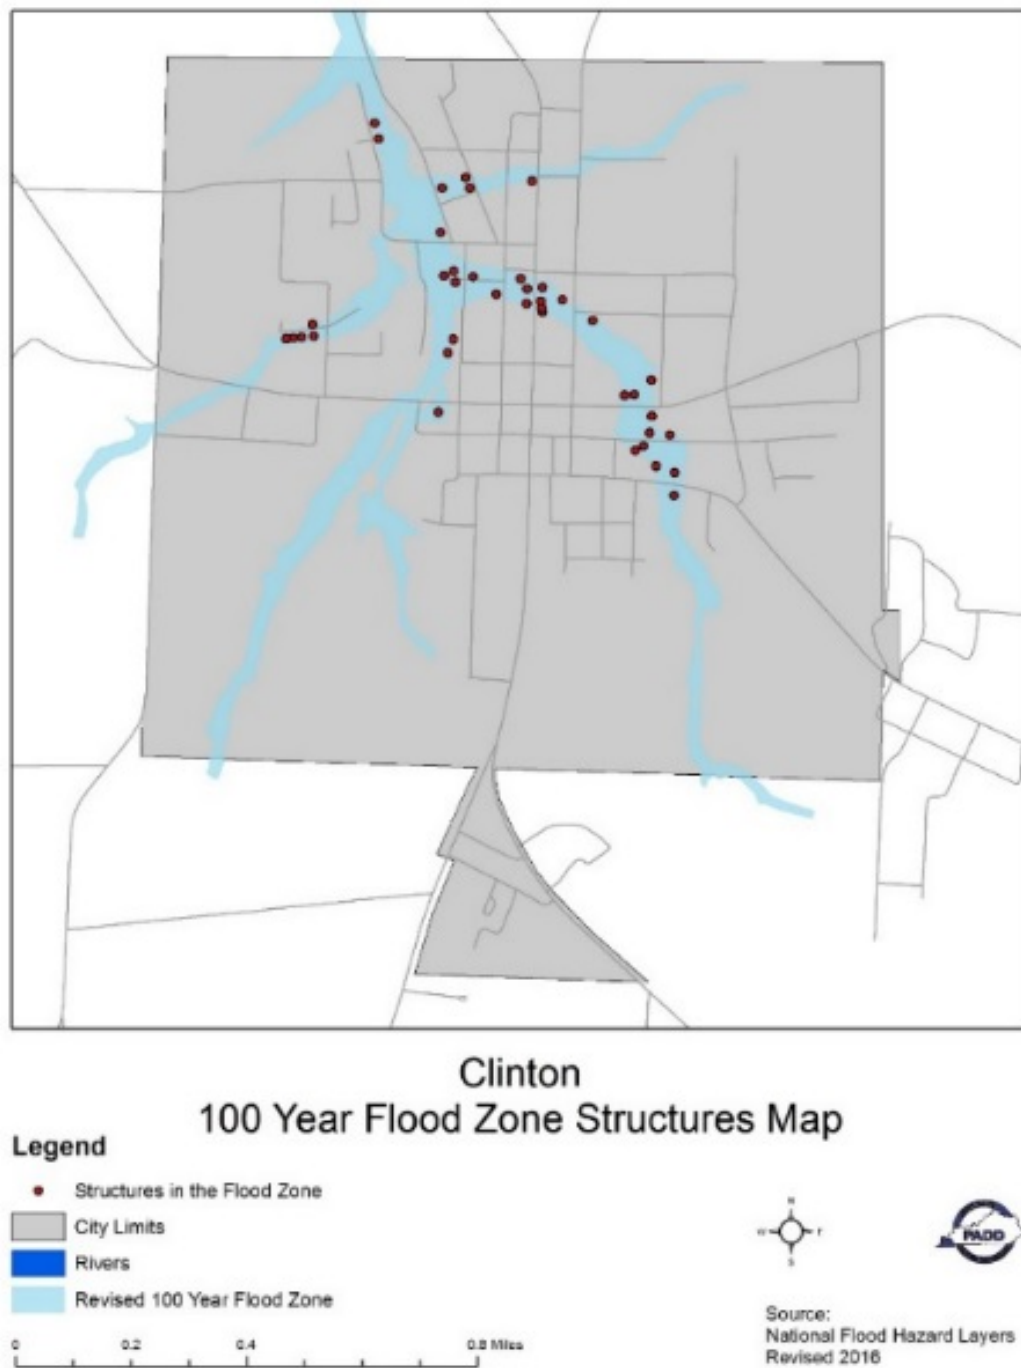 Clinton
100 Year Flood Zone Structures Map
Legend
Structures in the Flood Zone
City Limits
Rivers
Revised 100 Year Flood Zone
0 0.2 0.4 0.8 Miles
N
W
S
PADD
Source:
National Flood Hazard Layers
Revised 2016